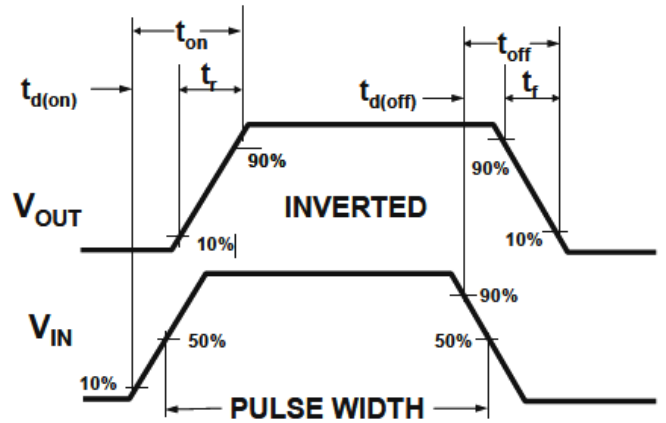 t_on
t_off
t_d(on)
t_r
t_d(off)
t_f
90%
90%
V_OUT
INVERTED
10%
10%
90%
V_IN
50%
50%
10%
PULSE WIDTH